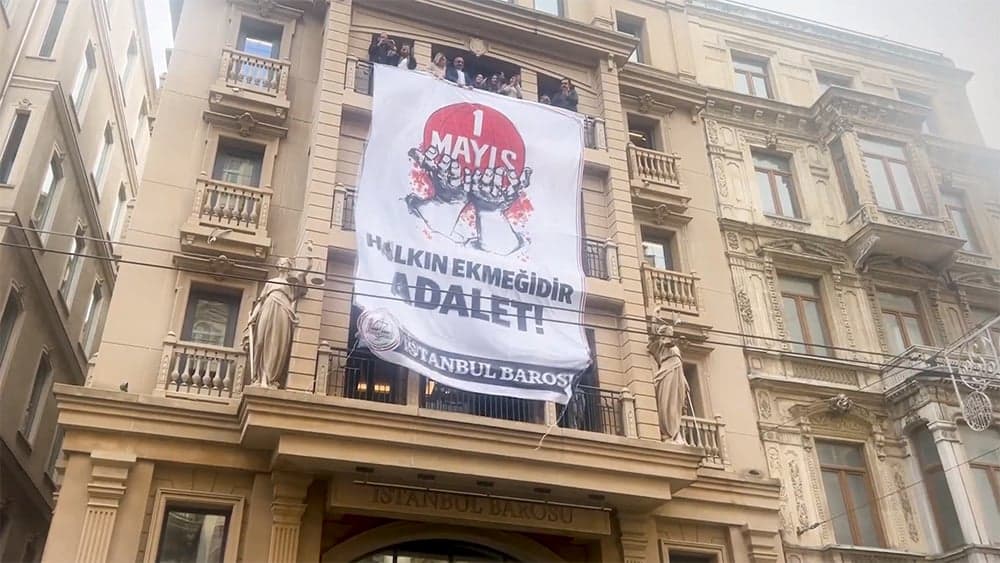 1
MAYIS
HALKIN EKMEĞİDİR
ADALET!
İSTANBUL BAROSU
İSTANBUL BAROSU